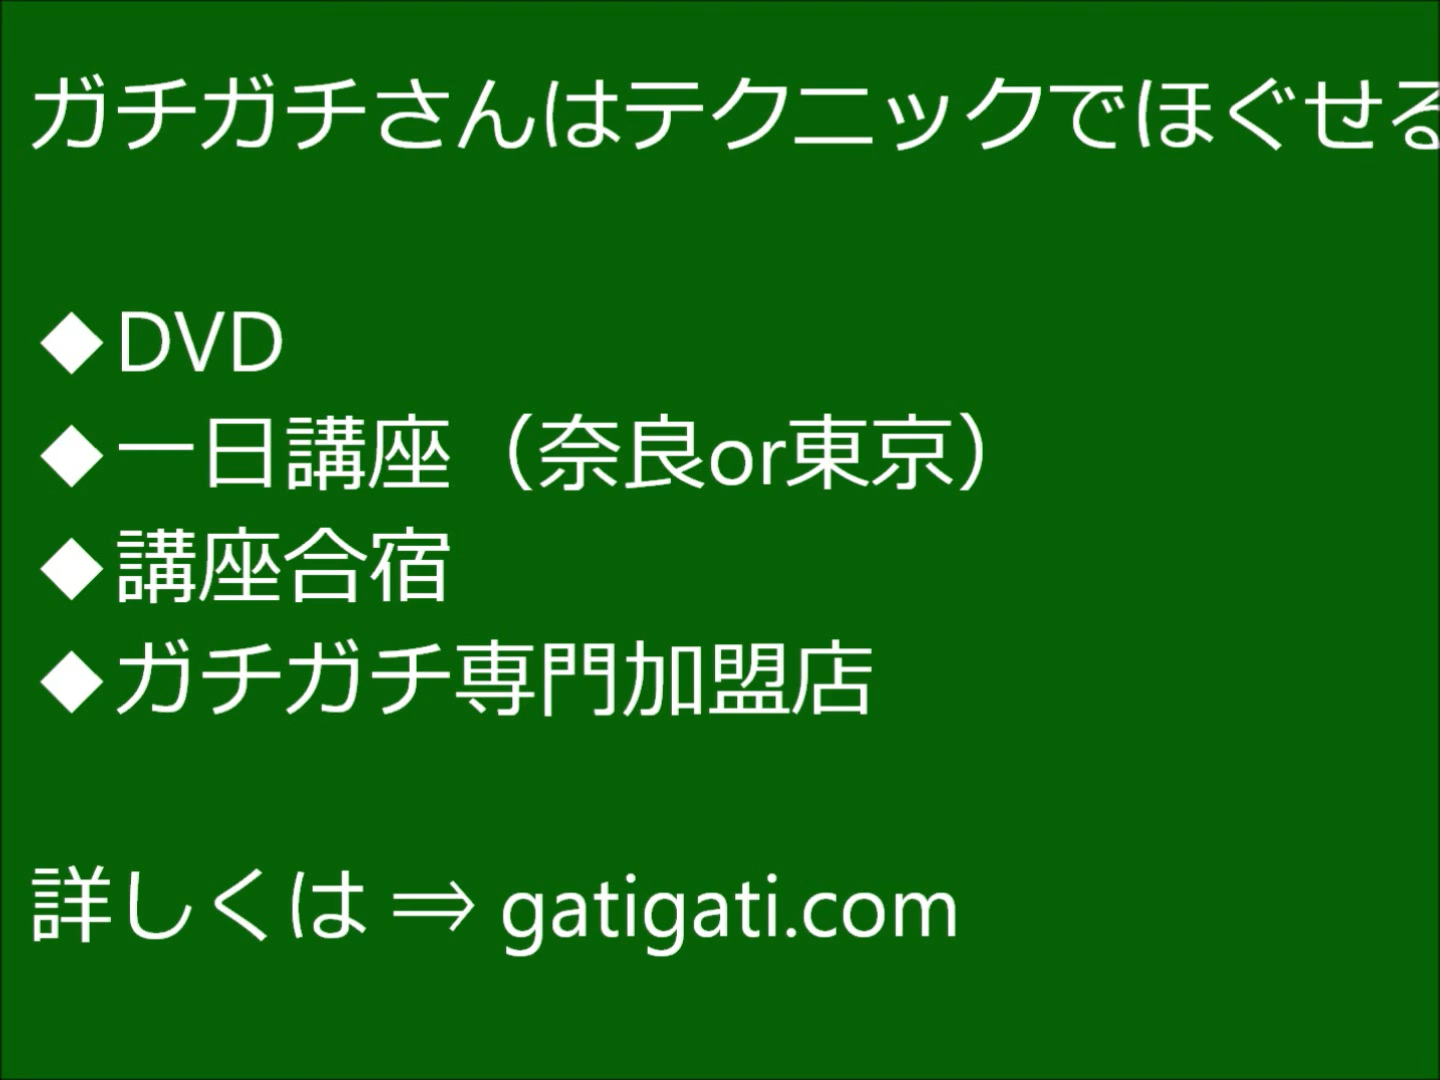 ガチガチさんはテクニックでほぐせる
◆DVD
◆一日講座（奈良or東京）
◆講座合宿
◆ガチガチ専門加盟店
詳しくは ⇒ gatigati.com